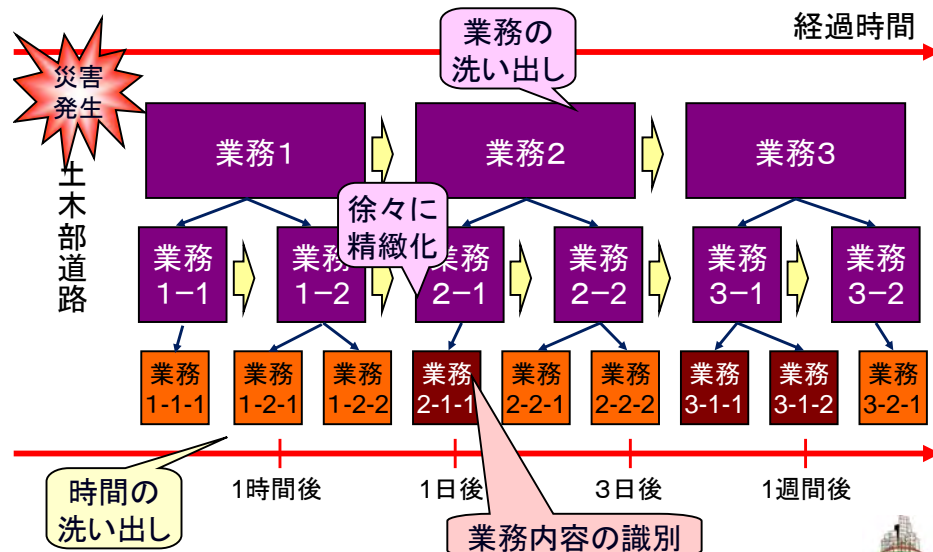 経過時間
業務の
洗い出し
災害
発生
土木部道路
業務1
業務2
業務3
徐々に
精緻化
業務
1−1
業務
1−2
業務
2−1
業務
2−2
業務
3−1
業務
3−2
業務
1-1-1
業務
1-2-1
業務
1-2-2
業務
2-1-1
業務
2-2-1
業務
2-2-2
業務
3-1-1
業務
3-1-2
業務
3-2-1
1時間後
1日後
3日後
1週間後
時間の
洗い出し
業務内容の識別